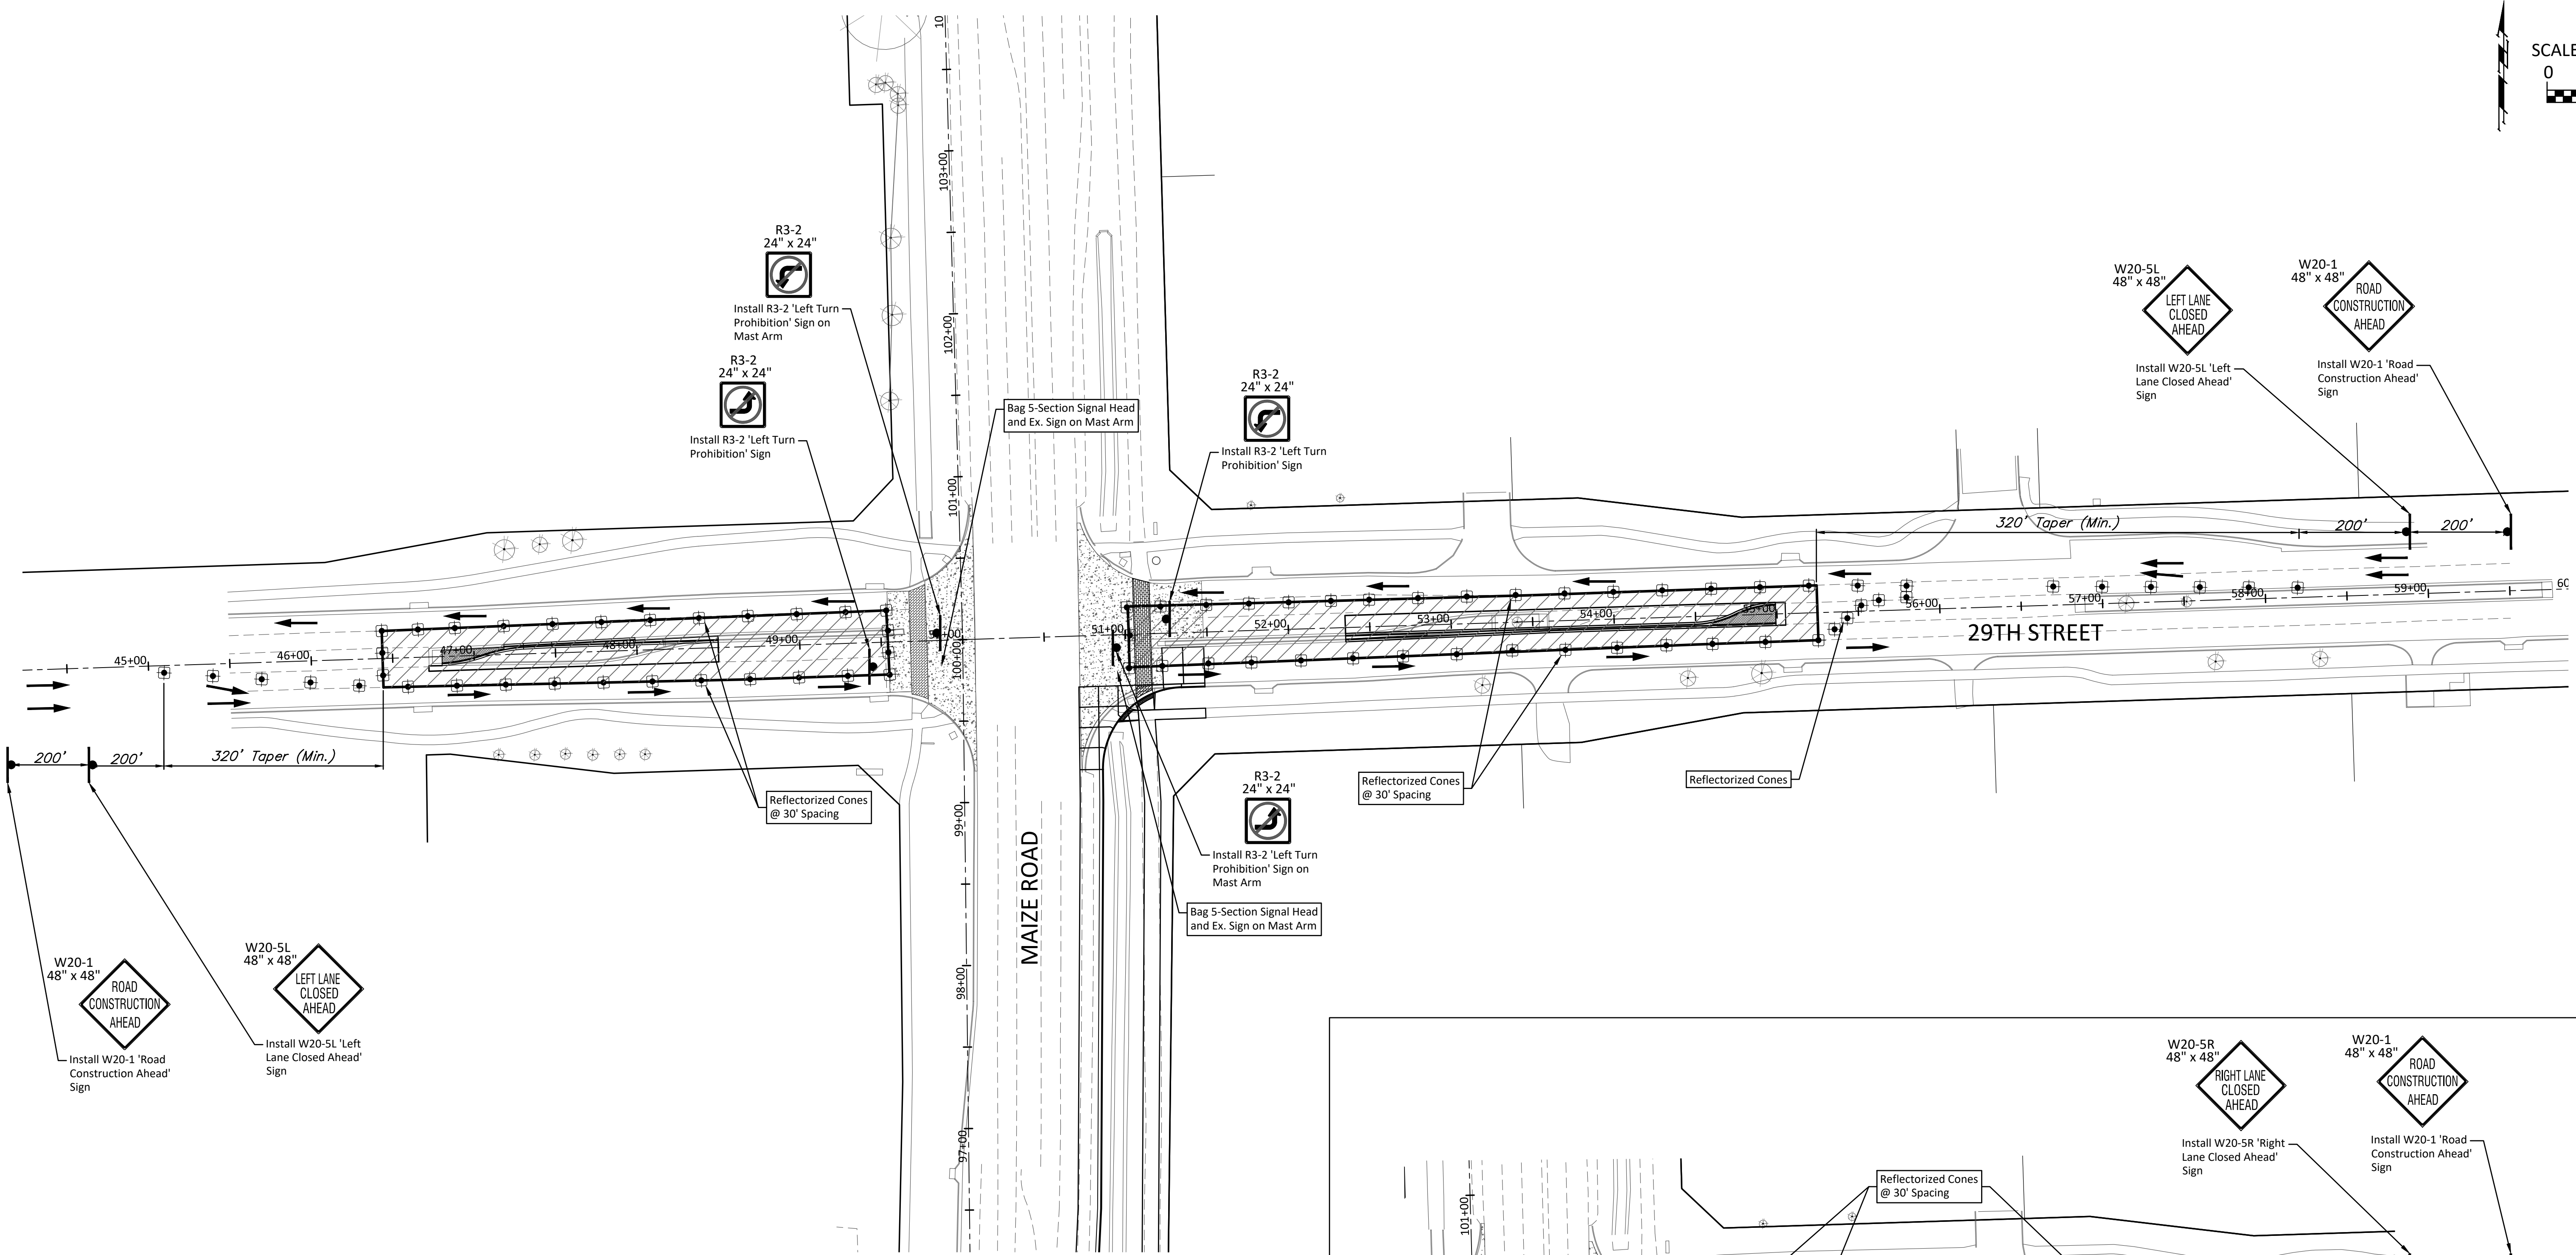 SCALE
0
10
103+00
102+00
101+00
R3-2
24" x 24"
Install R3-2 'Left Turn
Prohibition' Sign on
Mast Arm
R3-2
24" x 24"
Install R3-2 'Left Turn
Prohibition' Sign
Bag 5-Section Signal Head
and Ex. Sign on Mast Arm
R3-2
24" x 24"
Install R3-2 'Left Turn
Prohibition' Sign
W20-5L
48" x 48"
LEFT LANE
CLOSED
AHEAD
Install W20-5L 'Left
Lane Closed Ahead'
Sign
W20-1
48" x 48"
ROAD
CONSTRUCTION
AHEAD
Install W20-1 'Road
Construction Ahead'
Sign
320' Taper (Min.)
200'
200'
45+00
46+00
47+00
48+00
49+00
+00
100+00
51+00
52+00
53+00
54+00
55+00
56+00
57+00
58+00
59+00
60
29TH STREET
200'
200'
320' Taper (Min.)
Reflectorized Cones
@ 30' Spacing
Reflectorized Cones
@ 30' Spacing
Reflectorized Cones
R3-2
24" x 24"
Install R3-2 'Left Turn
Prohibition' Sign on
Mast Arm
Bag 5-Section Signal Head
and Ex. Sign on Mast Arm
99+00
98+00
97+00
MAIZE ROAD
W20-1
48" x 48"
ROAD
CONSTRUCTION
AHEAD
Install W20-1 'Road
Construction Ahead'
Sign
W20-5L
48" x 48"
LEFT LANE
CLOSED
AHEAD
Install W20-5L 'Left
Lane Closed Ahead'
Sign
W20-5R
48" x 48"
RIGHT LANE
CLOSED
AHEAD
Install W20-5R 'Right
Lane Closed Ahead'
Sign
W20-1
48" x 48"
ROAD
CONSTRUCTION
AHEAD
Install W20-1 'Road
Construction Ahead'
Sign
Reflectorized Cones
@ 30' Spacing
101+00